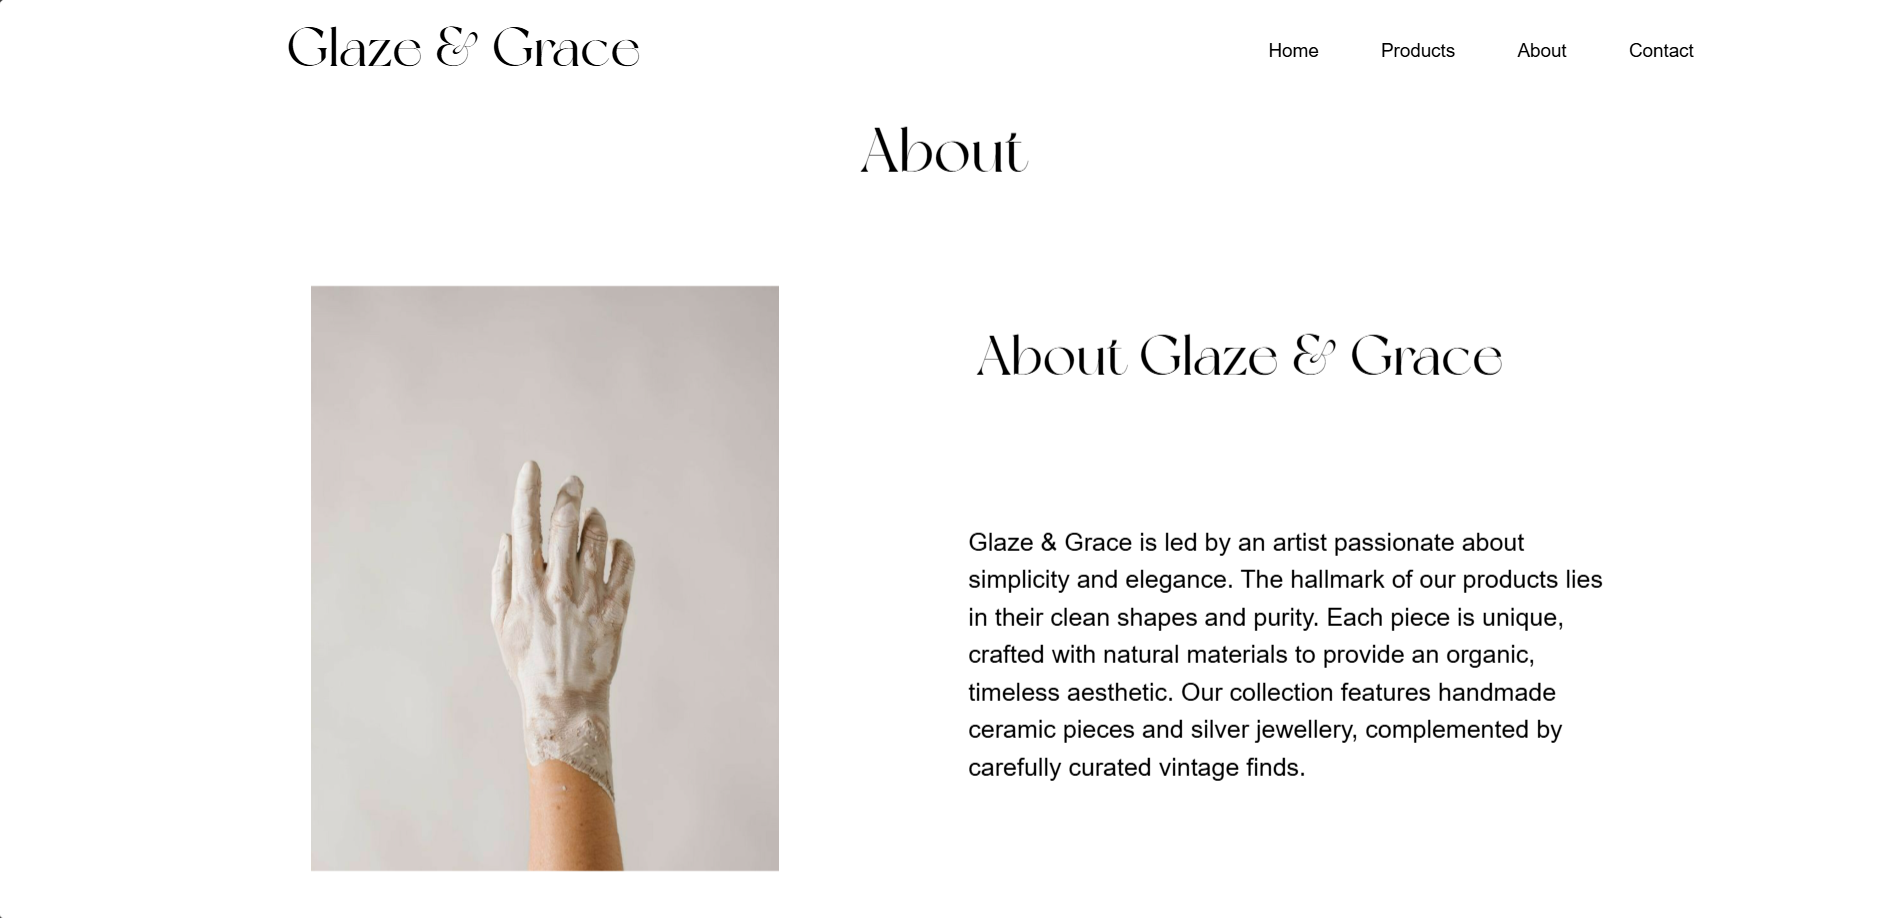 Glaze & Grace
Home Products About Contact
About
About Glaze & Grace
Glaze & Grace is led by an artist passionate about
simplicity and elegance. The hallmark of our products lies
in their clean shapes and purity. Each piece is unique,
crafted with natural materials to provide an organic,
timeless aesthetic. Our collection features handmade
ceramic pieces and silver jewellery, complemented by
carefully curated vintage finds.